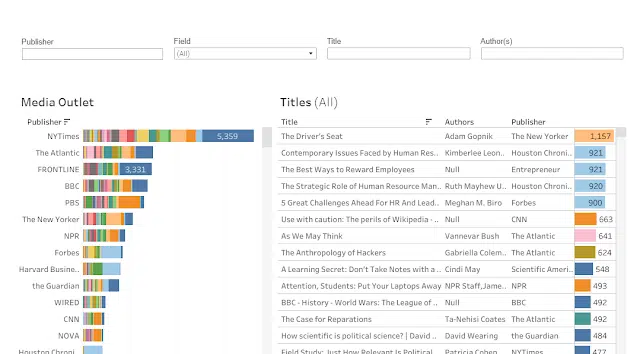 Publisher Field Title Author(s)
(All)
Media Outlet Titles (All)
Publisher Title Authors Publisher
NYTimes 5,359 The Driver's Seat Adam Gopnik The New Yorker 1,157
The Atlantic Contemporary Issues Faced by Human Res.. Kimberlee Leon.. Houston Chroni.. 921
FRONTLINE 3,331 The Best Ways to Reward Employees Null Entrepreneur 921
BBC The Strategic Role of Human Resource Man.. Ruth Mayhew U.. Houston Chroni.. 920
PBS 5 Great Challenges Ahead For HR And Lead.. Meghan M. Biro Forbes 900
The New Yorker Use with caution: The perils of Wikipedia - .. Null CNN 663
NPR As We May Think Vannevar Bush The Atlantic 641
Forbes The Anthropology of Hackers Gabriella Colem.. The Atlantic 624
Harvard Busine.. A Learning Secret: Don't Take Notes with a .. Cindi May Scientific Ameri.. 548
the Guardian Attention, Students: Put Your Laptops Away NPR Staff,Jame.. NPR 493
WIRED BBC - History - World Wars: The League of .. Null BBC 492
CNN The Case for Reparations Ta-Nehisi Coates The Atlantic 492
NOVA How scientific is political science? | David .. David Wearing the Guardian 484
Houston Chroni.. Field Study: Just How Relevant Is Political .. Patricia Cohen NYTimes 477